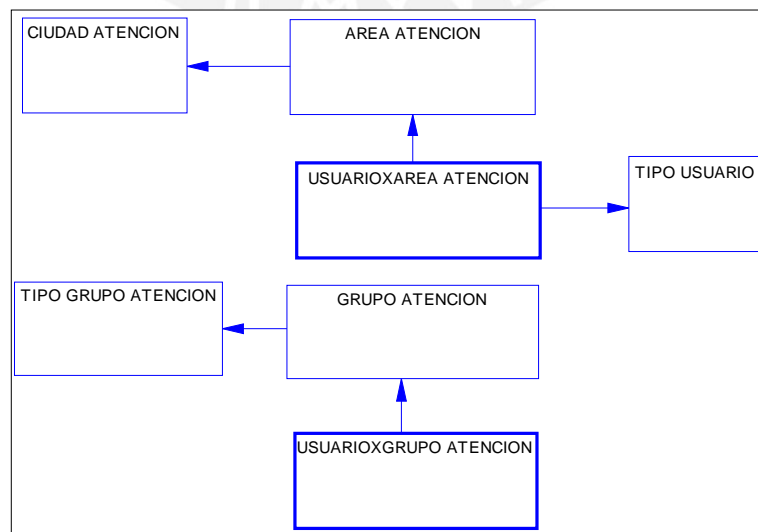 CIUDAD ATENCION
AREA ATENCION
USUARIOXAREA ATENCION
TIPO USUARIO
TIPO GRUPO ATENCION
GRUPO ATENCION
USUARIOXGRUPO ATENCION